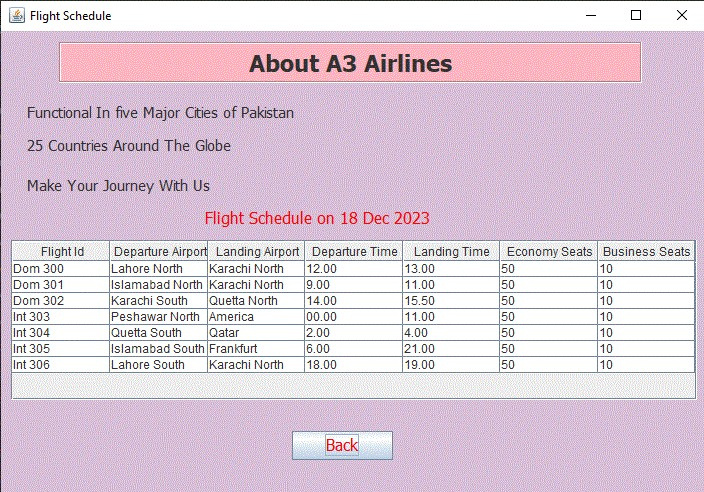 Flight Schedule
About A3 Airlines
Functional In five Major Cities of Pakistan
25 Countries Around The Globe
Make Your Journey With Us
Flight Schedule on 18 Dec 2023
Flight Id Departure Airport Landing Airport Departure Time Landing Time Economy Seats Business Seats
Dom 300 Lahore North Karachi North 12.00 13.00 50 10
Dom 301 Islamabad North Karachi North 9.00 11.00 50 10
Dom 302 Karachi South Quetta North 14.00 15.50 50 10
Int 303 Peshawar North America 00.00 11.00 50 10
Int 304 Quetta South Qatar 2.00 4.00 50 10
Int 305 Islamabad South Frankfurt 6.00 21.00 50 10
Int 306 Lahore South Karachi North 18.00 19.00 50 10
Back